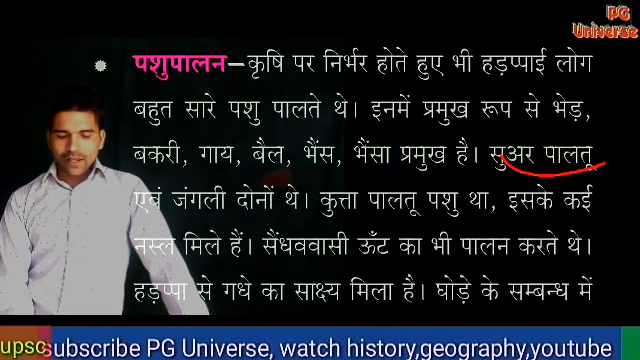 PG
Universe
पशुपालन–कृषि पर निर्भर होते हुए भी हड़प्पाई लोग
बहुत सारे पशु पालते थे। इनमें प्रमुख रूप से भेड़,
बकरी, गाय, बैल, भैंस, भैंसा प्रमुख है। सुअर पालतू
एवं जंगली दोनों थे। कुत्ता पालतू पशु था, इसके कई
नस्ल मिले हैं। सैंधववासी ऊँट का भी पालन करते थे।
हड़प्पा से गधे का साक्ष्य मिला है। घोड़े के सम्बन्ध में
upsc subscribe PG Universe, watch history,geography,youtube